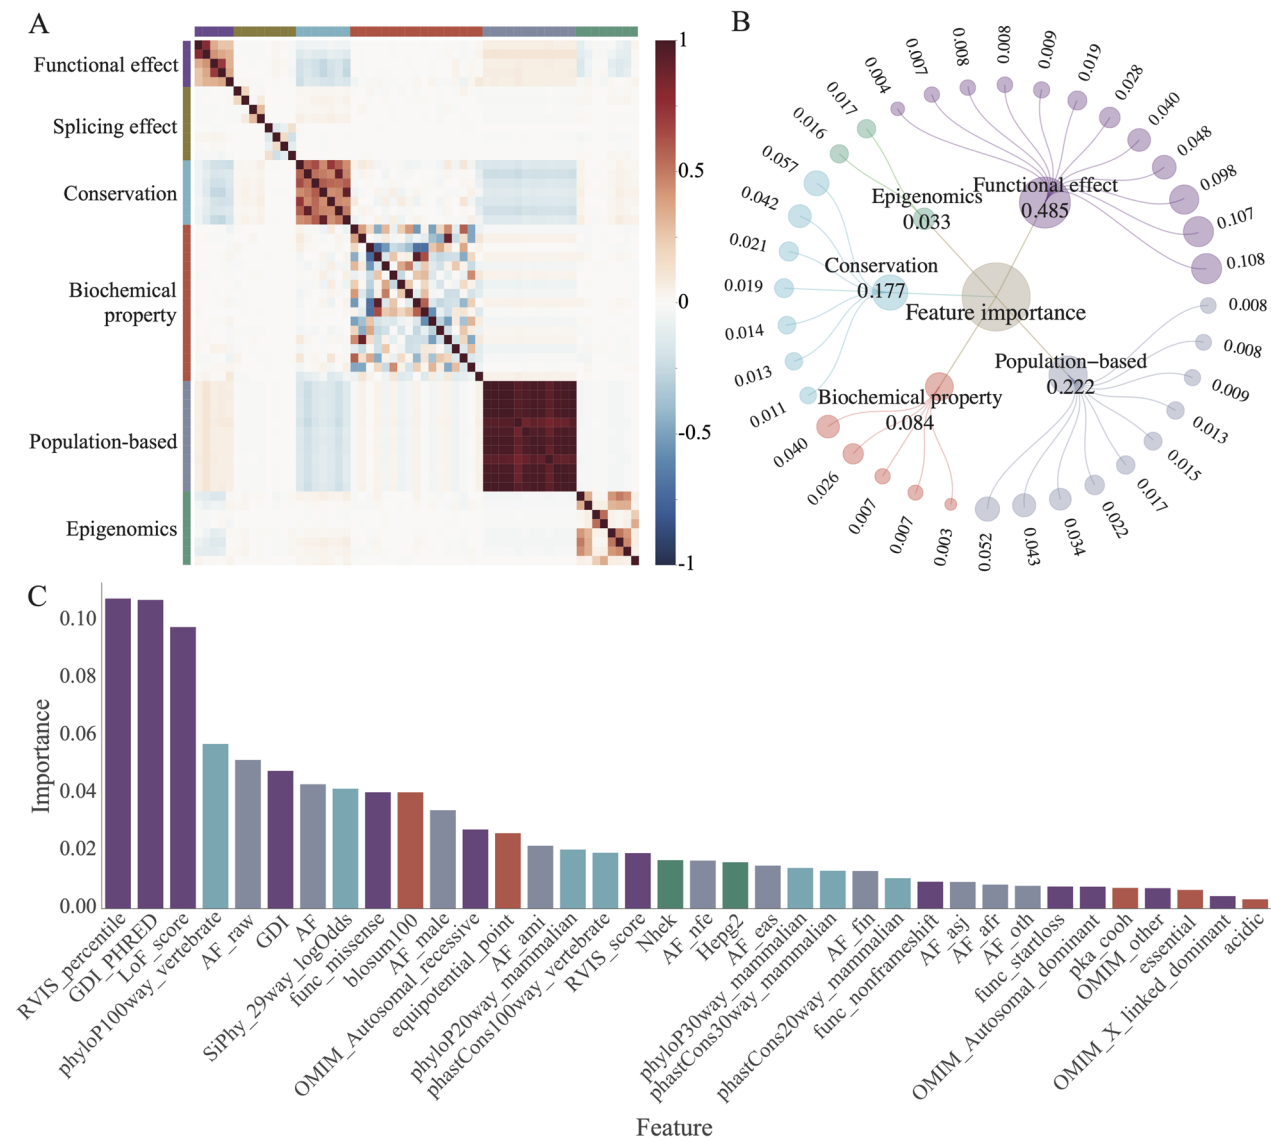 A
Functional effect
Splicing effect
Conservation
Biochemical
property
Population-based
Epigenomics
1
0.5
0
-0.5
-1
B
0.004
0.007
0.008
0.008
0.009
0.019
0.028
0.040
0.048
0.098
0.107
0.108
Functional effect
0.485
0.017
0.016
Epigenomics
0.033
0.057
0.042
0.021
0.019
0.014
0.013
0.011
Conservation
0.177
Feature importance
Population-based
0.222
0.008
0.008
0.009
0.013
0.015
0.017
0.022
0.034
0.043
0.052
Biochemical property
0.084
0.040
0.026
0.007
0.007
0.003
C
Importance
0.10
0.08
0.06
0.04
0.02
0.00
RVIS_percentile
GDI_PHRED
LoF_score
phyloP100way_vertebrate
AF_raw
GDI
AF
SiPhy_29way_logOdds
func_missense
blosum100
AF_male
OMIM_Autosomal_recessive
equipotential_point
AF_ami
phyloP20way_mammalian
phastCons100way_vertebrate
RVIS_score
Nhek
AF_nfe
Hepg2
AF_eas
phyloP30way_mammalian
phastCons30way_mammalian
AF_fin
phastCons20way_mammalian
func_nonframeshift
AF_asj
AF_afr
AF_oth
func_startloss
OMIM_Autosomal_dominant
pka_cooh
OMIM_other
essential
OMIM_X_linked_dominant
acidic
Feature